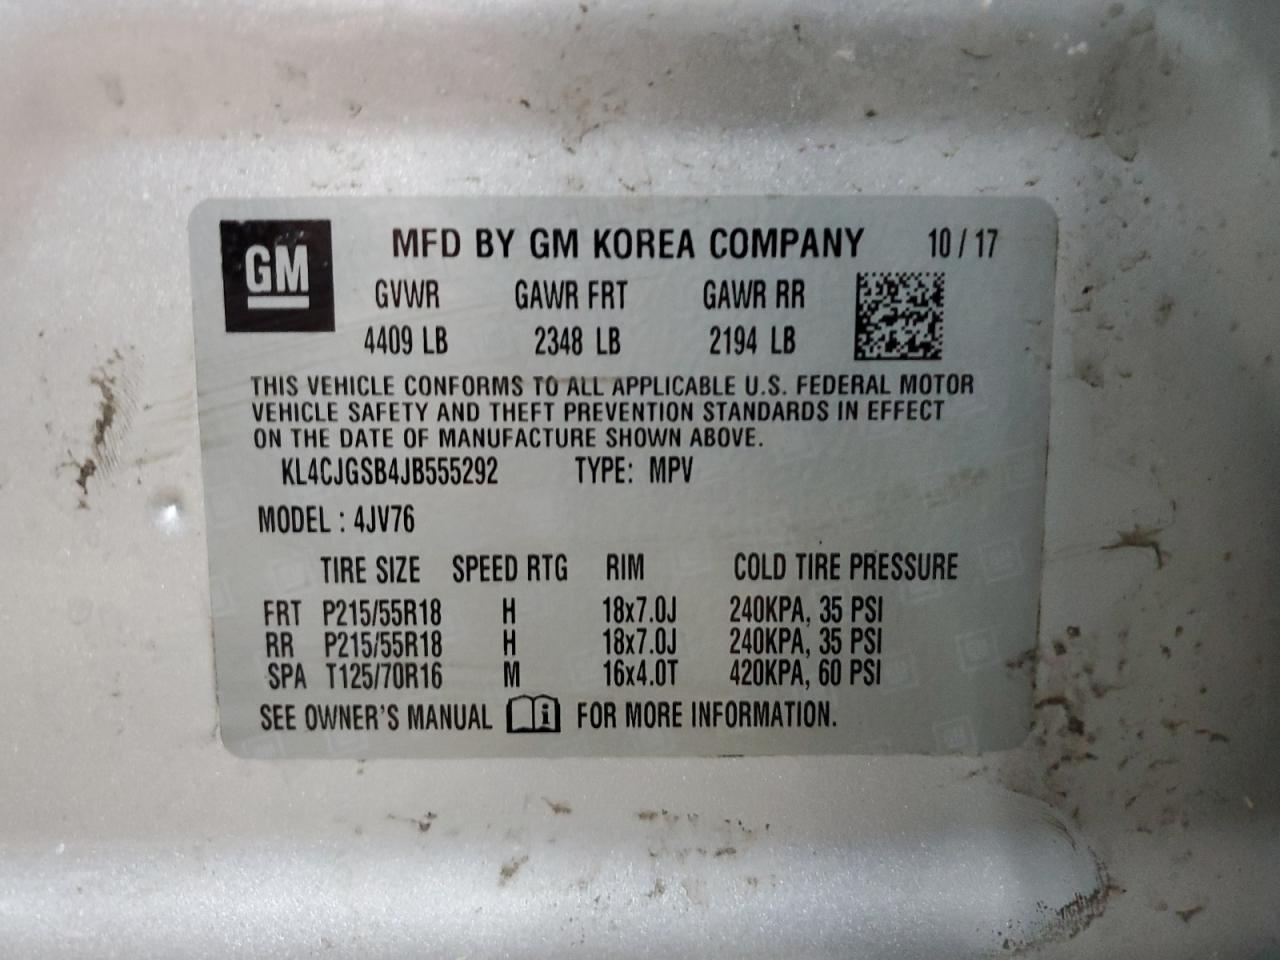 GM MFD BY GM KOREA COMPANY 10 / 17
GVWR GAWR FRT GAWR RR
4409 LB 2348 LB 2194 LB
THIS VEHICLE CONFORMS TO ALL APPLICABLE U.S. FEDERAL MOTOR
VEHICLE SAFETY AND THEFT PREVENTION STANDARDS IN EFFECT
ON THE DATE OF MANUFACTURE SHOWN ABOVE.
KL4CJGSB4JB555292 TYPE: MPV
MODEL : 4JV76
TIRE SIZE SPEED RTG RIM COLD TIRE PRESSURE
FRT P215/55R18 H 18x7.0J 240KPA, 35 PSI
RR P215/55R18 H 18x7.0J 240KPA, 35 PSI
SPA T125/70R16 M 16x4.0T 420KPA, 60 PSI
SEE OWNER'S MANUAL i FOR MORE INFORMATION.